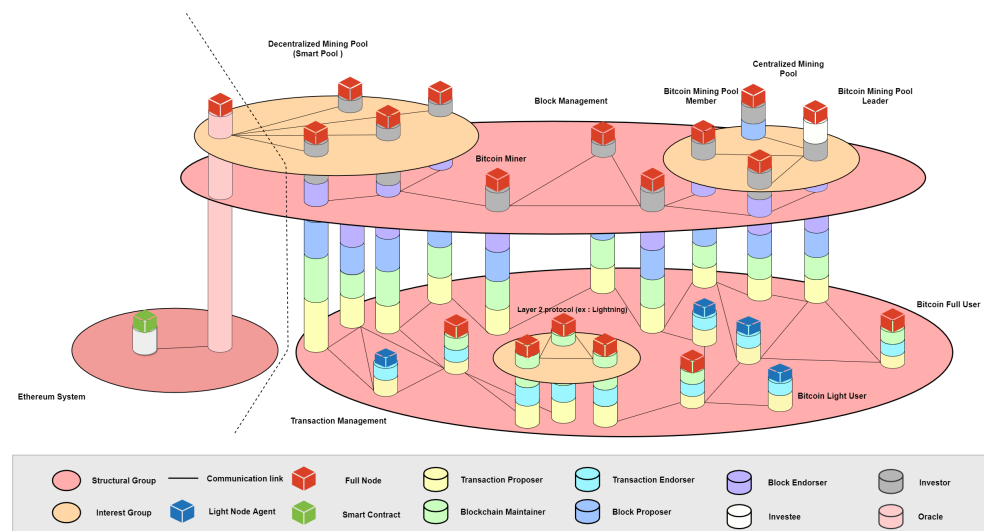 Decentralized Mining Pool
(Smart Pool )
Centralized Mining
Pool
Block Management
Bitcoin Mining Pool
Member
Bitcoin Mining Pool
Leader
Bitcoin Miner
Layer 2 protocol (ex : Lightning)
Bitcoin Full User
Ethereum System
Transaction Management
Bitcoin Light User
Structural Group
Communication link
Full Node
Transaction Proposer
Transaction Endorser
Block Endorser
Investor
Interest Group
Light Node Agent
Smart Contract
Blockchain Maintainer
Block Proposer
Investee
Oracle